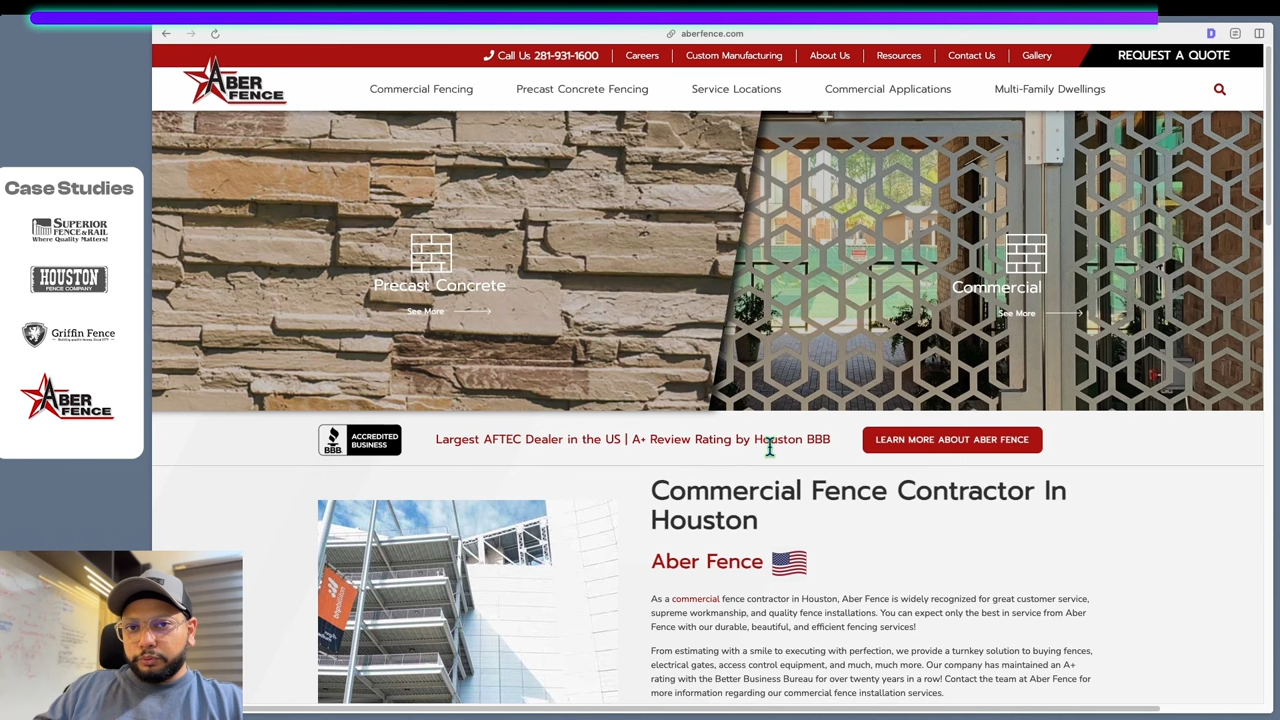 aberfence.com
D
Call Us 281-931-1600
Careers
Custom Manufacturing
About Us
Resources
Contact Us
Gallery
REQUEST A QUOTE
ABER
FENCE
Commercial Fencing
Precast Concrete Fencing
Service Locations
Commercial Applications
Multi-Family Dwellings
Case Studies
SUPERIOR
FENCE & RAIL
Where Quality Matters!
HOUSTON
FENCE COMPANY
Griffin Fence
ABER
FENCE
Precast Concrete
See More
Commercial
See More
BBB
ACCREDITED
BUSINESS
Largest AFTEC Dealer in the US | A+ Review Rating by Houston BBB
LEARN MORE ABOUT ABER FENCE
Commercial Fence Contractor In
Houston
Aber Fence
As a commercial fence contractor in Houston, Aber Fence is widely recognized for great customer service,
supreme workmanship, and quality fence installations. You can expect only the best in service from Aber
Fence with our durable, beautiful, and efficient fencing services!
From estimating with a smile to executing with perfection, we provide a turnkey solution to buying fences,
electrical gates, access control equipment, and much, much more. Our company has maintained an A+
rating with the Better Business Bureau for over twenty years in a row! Contact the team at Aber Fence for
more information regarding our commercial fence installation services.